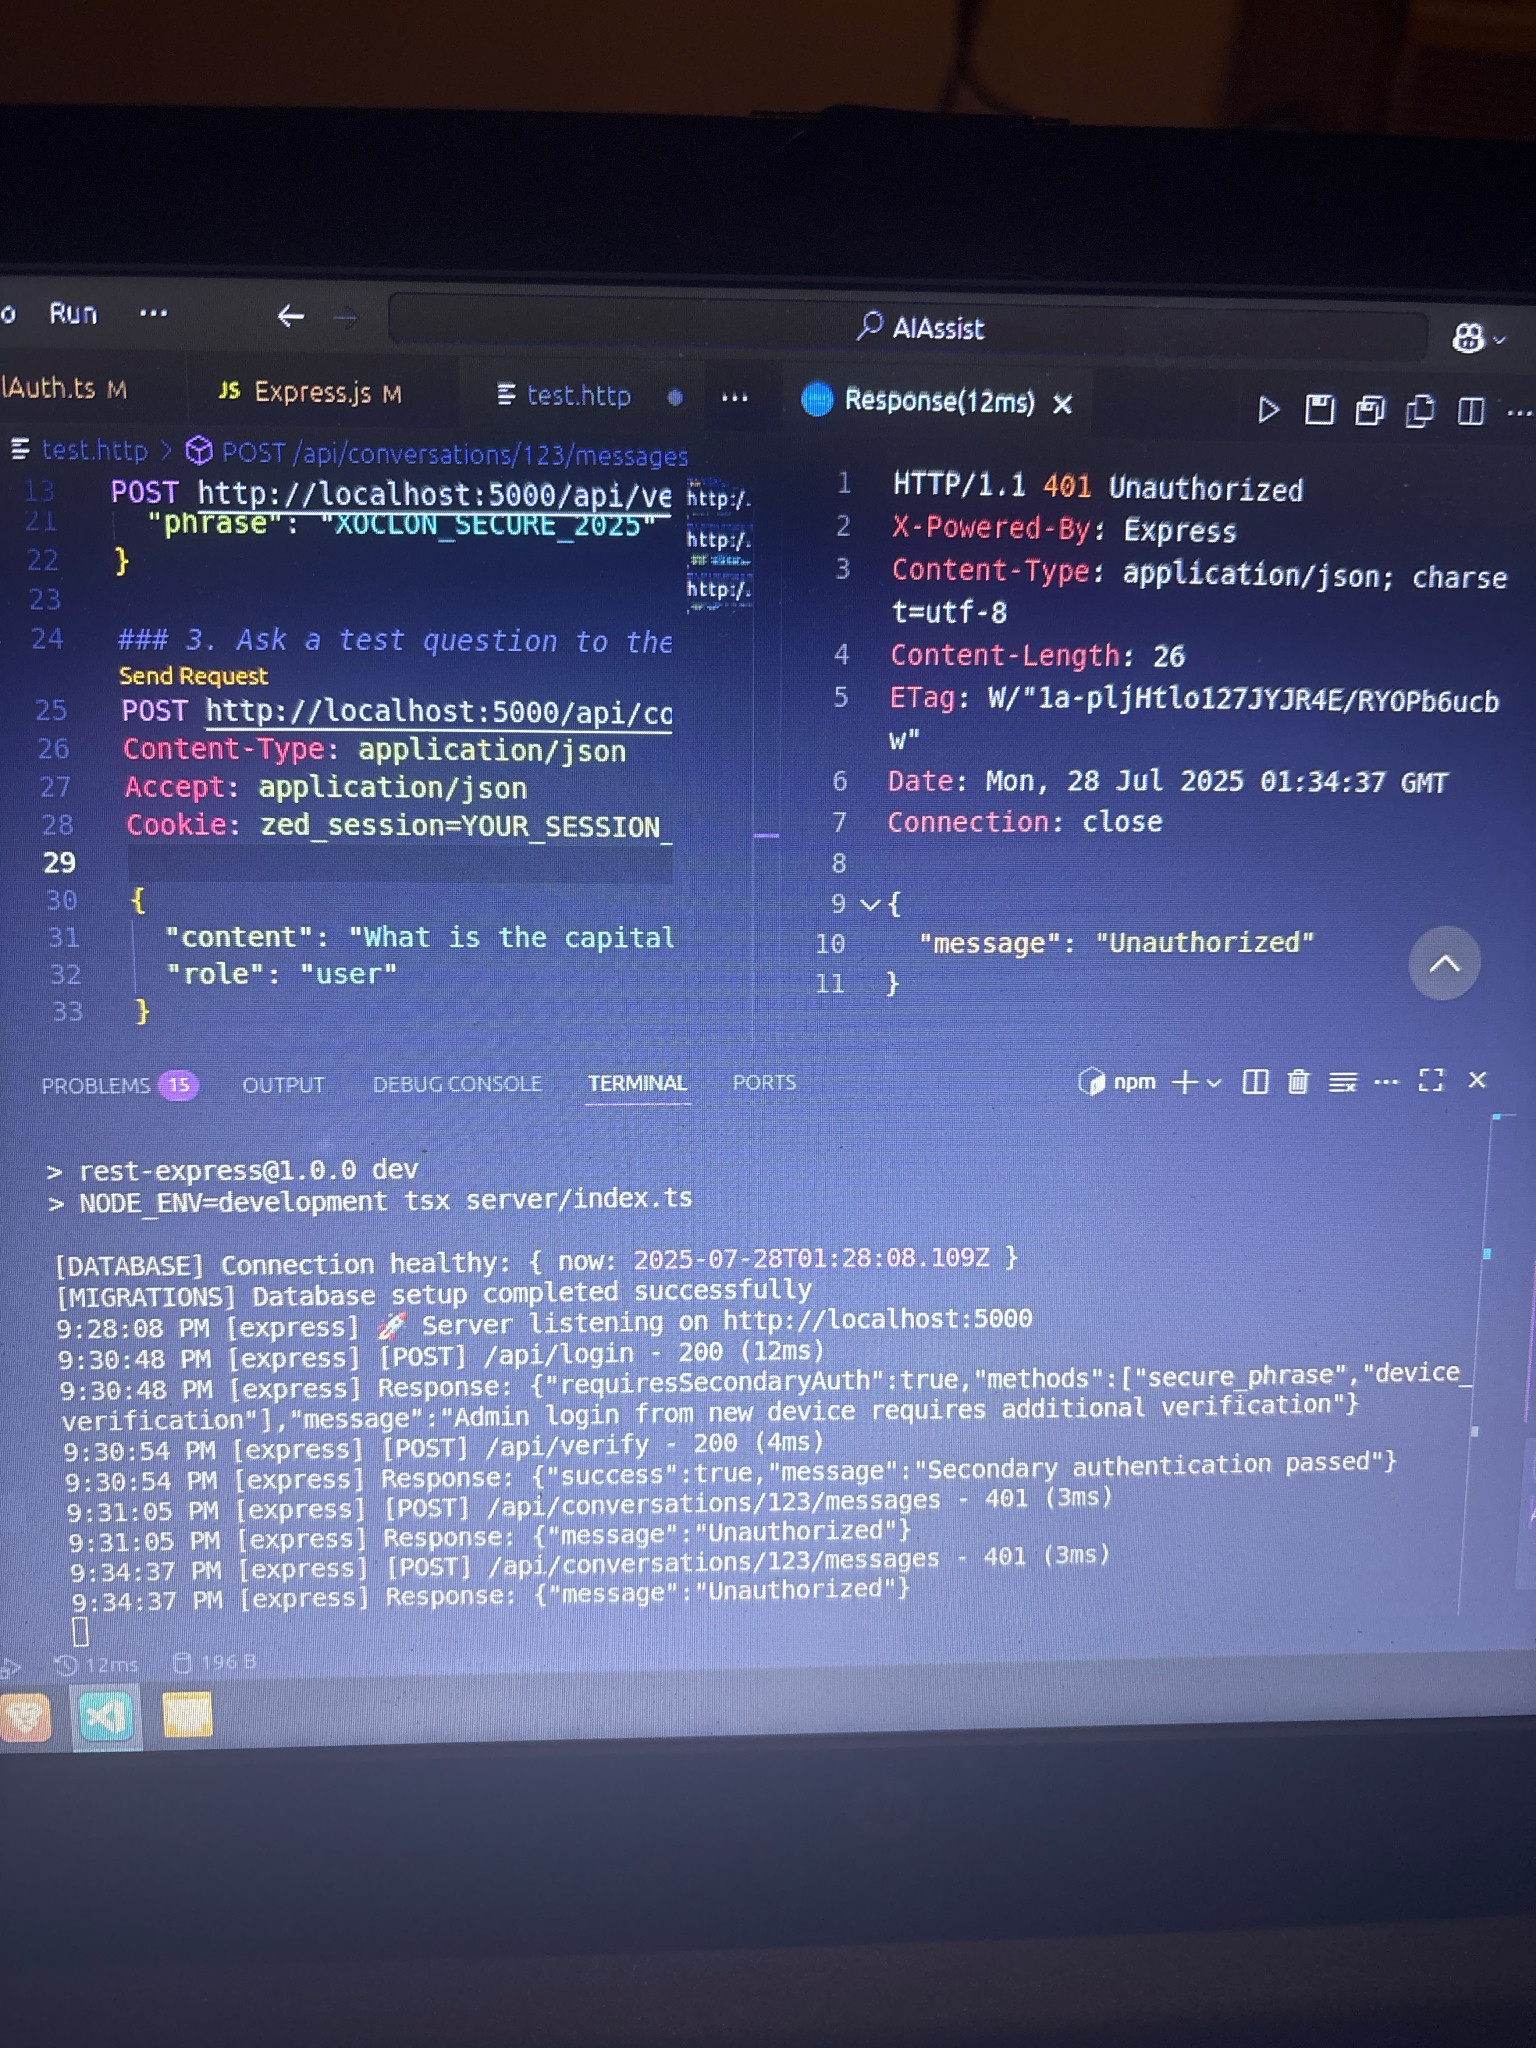 Run ...
AIAssist
lAuth.ts M
JS Express.js M
test.http
...
Response(12ms)
...
test.http > POST /api/conversations/123/messages
13 POST http://localhost:5000/api/ve
21 "phrase": "XOCLON_SECURE_2025"
22 }
23
24 ### 3. Ask a test question to the
Send Request
25 POST http://localhost:5000/api/co
26 Content-Type: application/json
27 Accept: application/json
28 Cookie: zed_session=YOUR_SESSION_
29
30 {
31 "content": "What is the capital
32 "role": "user"
33 }
http:/.
http:/.
http:/.
1 HTTP/1.1 401 Unauthorized
2 X-Powered-By: Express
3 Content-Type: application/json; charse
t=utf-8
4 Content-Length: 26
5 ETag: W/"1a-pljHtlo127JYJR4E/RYOPb6ucb
w"
6 Date: Mon, 28 Jul 2025 01:34:37 GMT
7 Connection: close
8
9 {
10 "message": "Unauthorized"
11 }
PROBLEMS 15 OUTPUT DEBUG CONSOLE TERMINAL PORTS
npm
...
> rest-express@1.0.0 dev
> NODE_ENV=development tsx server/index.ts
[DATABASE] Connection healthy: { now: 2025-07-28T01:28:08.109Z }
[MIGRATIONS] Database setup completed successfully
9:28:08 PM [express] 🚀 Server listening on http://localhost:5000
9:30:48 PM [express] [POST] /api/login - 200 (12ms)
9:30:48 PM [express] Response: {"requiresSecondaryAuth":true,"methods":["secure_phrase","device_
verification"],"message":"Admin login from new device requires additional verification"}
9:30:54 PM [express] [POST] /api/verify - 200 (4ms)
9:30:54 PM [express] Response: {"success":true,"message":"Secondary authentication passed"}
9:31:05 PM [express] [POST] /api/conversations/123/messages - 401 (3ms)
9:31:05 PM [express] Response: {"message":"Unauthorized"}
9:34:37 PM [express] [POST] /api/conversations/123/messages - 401 (3ms)
9:34:37 PM [express] Response: {"message":"Unauthorized"}
12ms 196 B